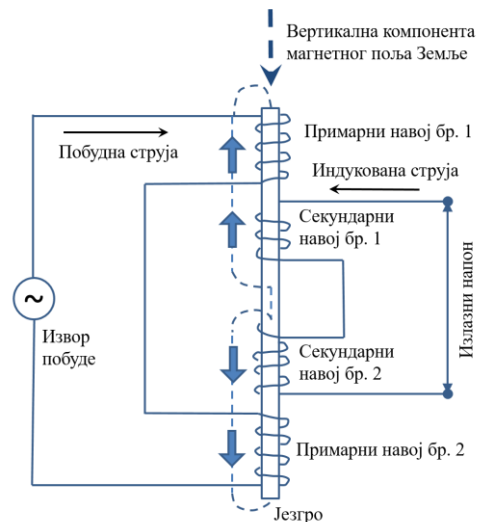 Вертикална компонента
магнетног поља Земље
Примарни навој бр. 1
Побудна струја
Индукована струја
Секундарни
навој бр. 1
~
Извор
побуде
Излазни напон
Секундарни
навој бр. 2
Примарни навој бр. 2
Језгро